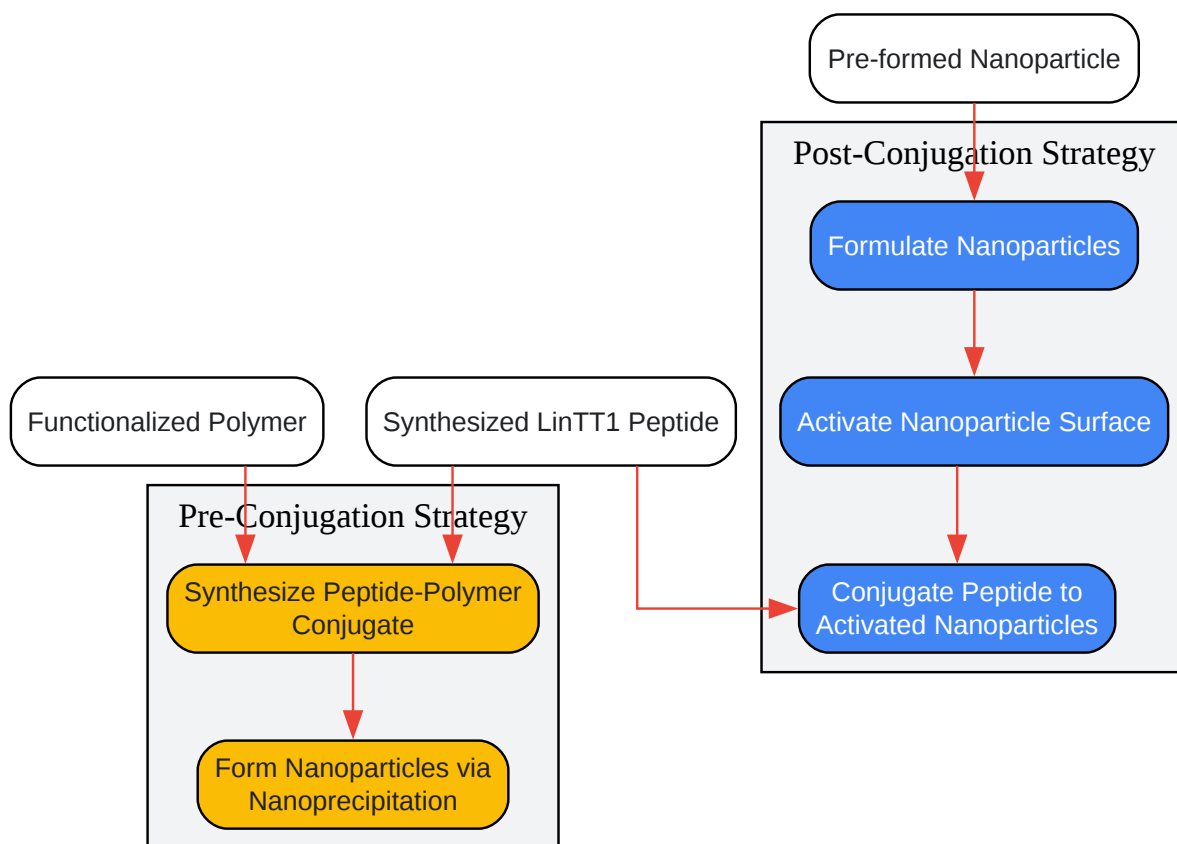 Pre-formed Nanoparticle
Post-Conjugation Strategy
Formulate Nanoparticles
Functionalized Polymer
Synthesized LinTT1 Peptide
Activate Nanoparticle Surface
Pre-Conjugation Strategy
Synthesize Peptide-Polymer
Conjugate
Conjugate Peptide to
Activated Nanoparticles
Form Nanoparticles via
Nanoprecipitation